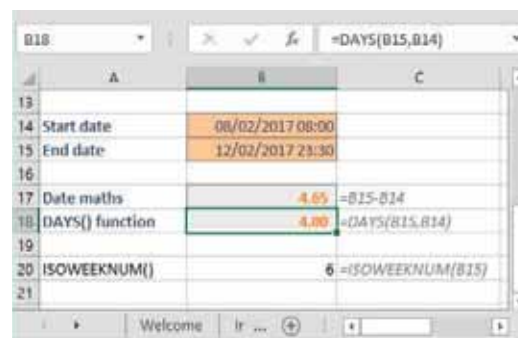 B18 fx =DAYS(B15,B14)
A B C
13
14 Start date 08/02/2017 08:00
15 End date 12/02/2017 23:30
16
17 Date maths 4.65 =B15-B14
18 DAYS() function 4.00 =DAYS(B15,B14)
19
20 ISOWEEKNUM() 6 =ISOWEEKNUM(B15)
21
Welcome Ir ...